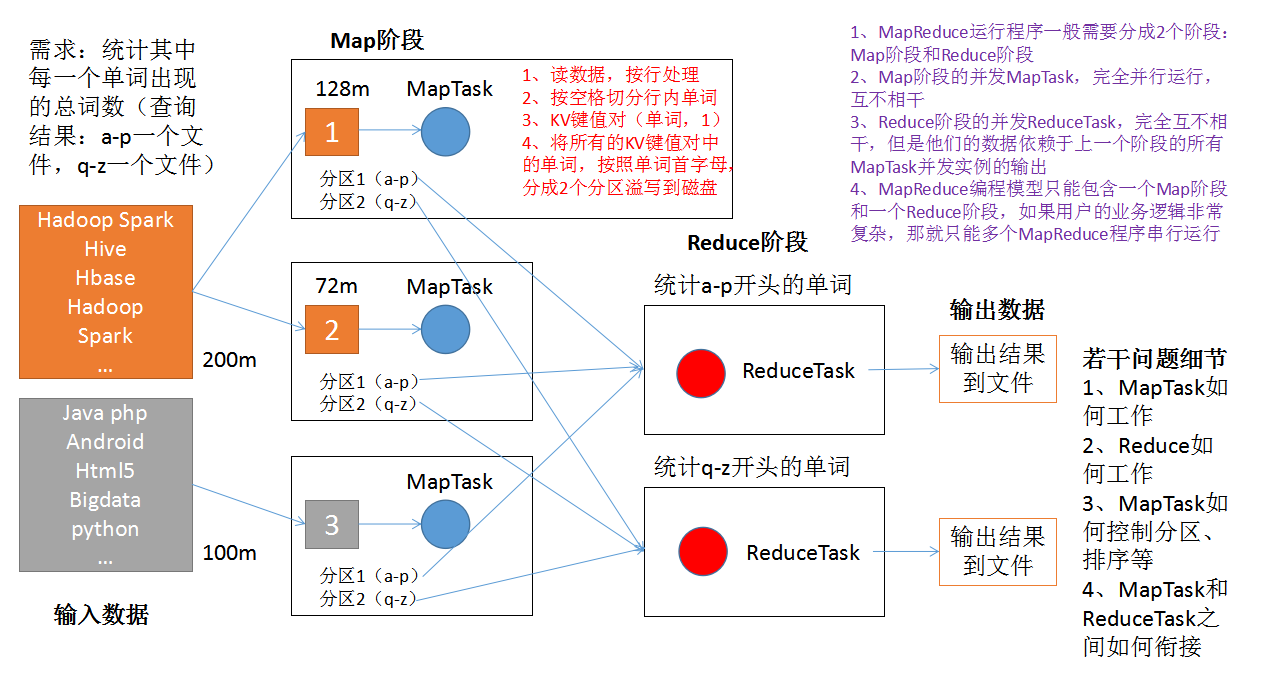 需求：统计其中
每一个单词出现
的总词数（查询
结果：a-p一个文
件，q-z一个文件）
Hadoop Spark
Hive
Hbase
Hadoop
Spark
...
200m
Java php
Android
Html5
Bigdata
python
...
100m
输入数据
Map阶段
128m
MapTask
1
分区1（a-p）
分区2（q-z）
1、读数据，按行处理
2、按空格切分行内单词
3、KV键值对（单词，1）
4、将所有的KV键值对中
的单词，按照单词首字母，
分成2个分区溢写到磁盘
72m
MapTask
2
分区1（a-p）
分区2（q-z）
MapTask
3
分区1（a-p）
分区2（q-z）
Reduce阶段
统计a-p开头的单词
ReduceTask
统计q-z开头的单词
ReduceTask
输出数据
输出结果
到文件
输出结果
到文件
1、MapReduce运行程序一般需要分成2个阶段：
Map阶段和Reduce阶段
2、Map阶段的并发MapTask，完全并行运行，
互不相干
3、Reduce阶段的并发ReduceTask，完全互不相
干，但是他们的数据依赖于上一个阶段的所有
MapTask并发实例的输出
4、MapReduce编程模型只能包含一个Map阶段
和一个Reduce阶段，如果用户的业务逻辑非常
复杂，那就只能多个MapReduce程序串行运行
若干问题细节
1、MapTask如
何工作
2、Reduce如
何工作
3、MapTask如
何控制分区、
排序等
4、MapTask和
ReduceTask之
间如何衔接